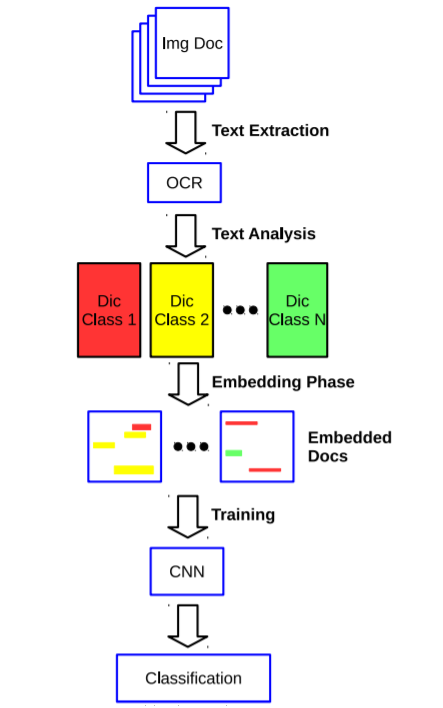 Img Doc
Text Extraction
OCR
Text Analysis
Dic
Class 1
Dic
Class 2
Dic
Class N
Embedding Phase
Embedded
Docs
Training
CNN
Classification